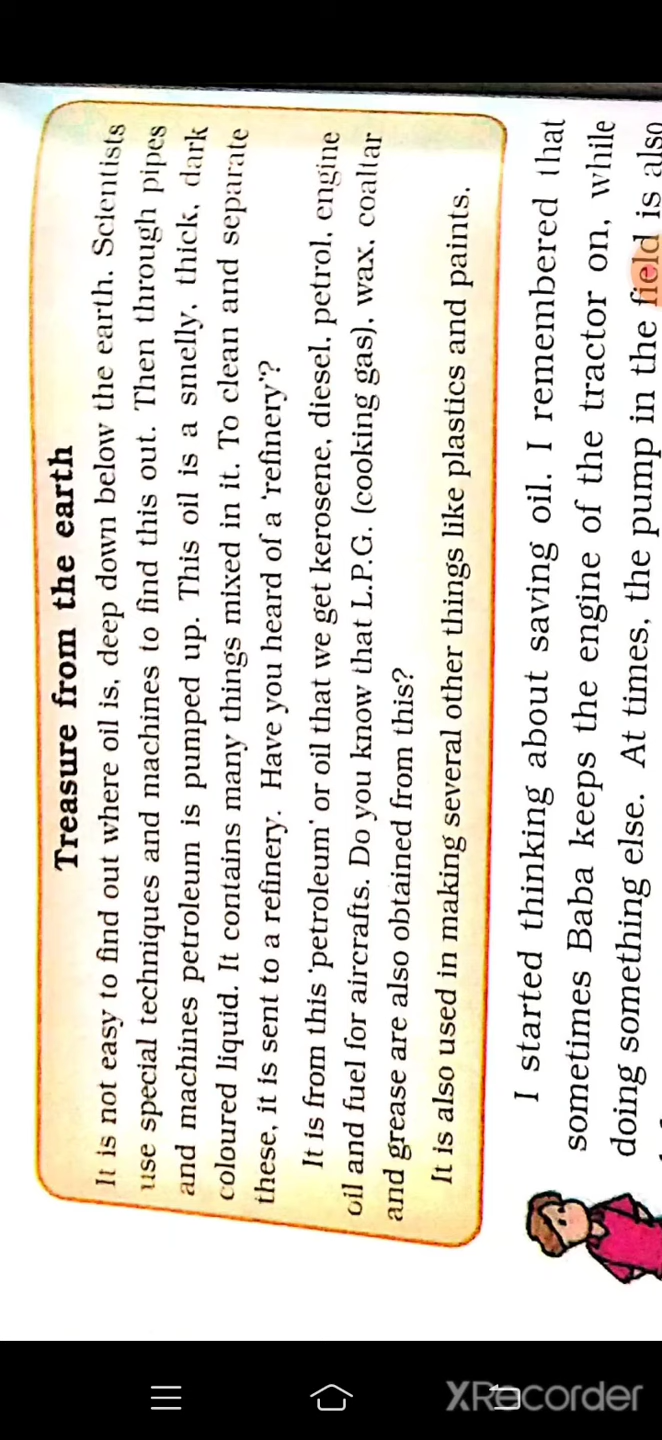 Treasure from the earth
It is not easy to find out where oil is, deep down below the earth. Scientists
use special techniques and machines to find this out. Then through pipes
and machines petroleum is pumped up. This oil is a smelly, thick, dark
coloured liquid. It contains many things mixed in it. To clean and separate
these, it is sent to a refinery. Have you heard of a ‘refinery’?
It is from this ‘petroleum’ or oil that we get kerosene, diesel, petrol, engine
oil and fuel for aircrafts. Do you know that L.P.G. (cooking gas), wax, coaltar
and grease are also obtained from this?
It is also used in making several other things like plastics and paints.
I started thinking about saving oil. I remembered that
sometimes Baba keeps the engine of the tractor on, while
doing something else. At times, the pump in the field is also
XRecorder